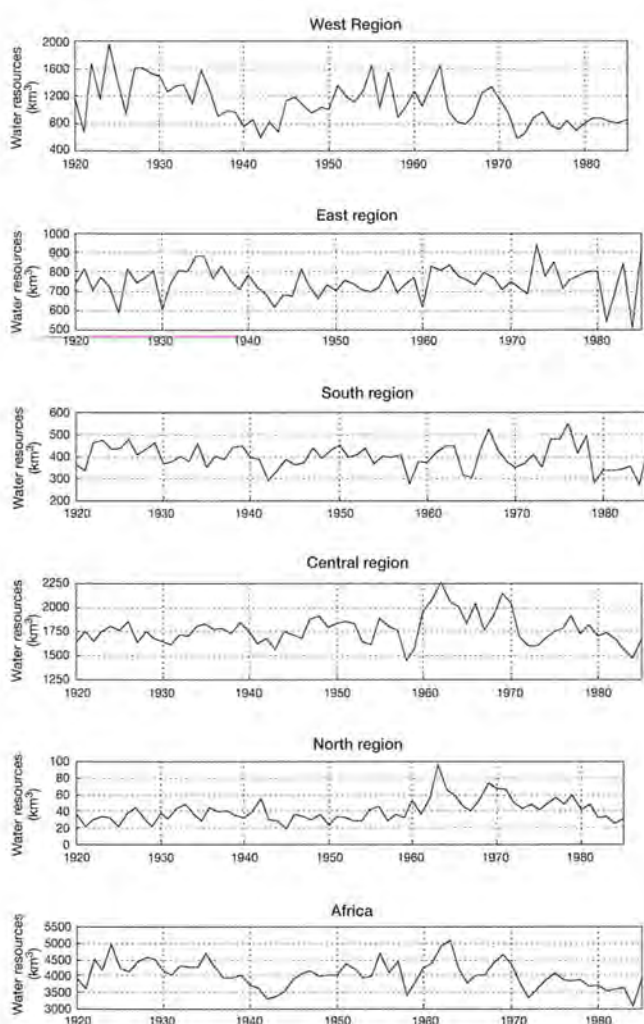 West Region
Water resources
(km³)
2000
1600
1200
800
400
1920 1930 1940 1950 1960 1970 1980
East region
Water resources
(km³)
1000
900
800
700
600
500
1920 1930 1940 1950 1960 1970 1980
South region
Water resources
(km³)
600
500
400
300
200
1920 1930 1940 1950 1960 1970 1980
Central region
Water resources
(km³)
2250
2000
1750
1500
1250
1920 1930 1940 1950 1960 1970 1980
North region
Water resources
(km³)
100
80
60
40
20
0
1920 1930 1940 1950 1960 1970 1980
Africa
Water resources
(km³)
5500
5000
4500
4000
3500
3000
1920 1930 1940 1950 1960 1970 1980